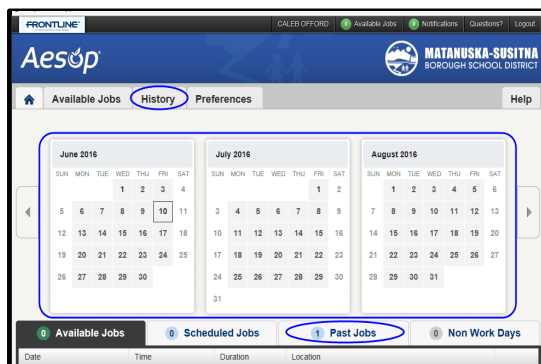 FRONTLINE
CALEB OFFORD 0 Available Jobs 0 Notifications Questions? Logout
Aesop
MATANUSKA-SUSITNA
BOROUGH SCHOOL DISTRICT
Available Jobs History Preferences Help
June 2016 July 2016 August 2016
SUN MON TUE WED THU FRI SAT SUN MON TUE WED THU FRI SAT SUN MON TUE WED THU FRI SAT
1 2 3 4 1 2 1 2 3 4 5 6
5 6 7 8 9 10 11 3 4 5 6 7 8 9 7 8 9 10 11 12 13
12 13 14 15 16 17 18 10 11 12 13 14 15 16 14 15 16 17 18 19 20
19 20 21 22 23 24 25 17 18 19 20 21 22 23 21 22 23 24 25 26 27
26 27 28 29 30 24 25 26 27 28 29 30 28 29 30 31
31
0 Available Jobs 0 Scheduled Jobs 1 Past Jobs 0 Non Work Days
Date Time Duration Location